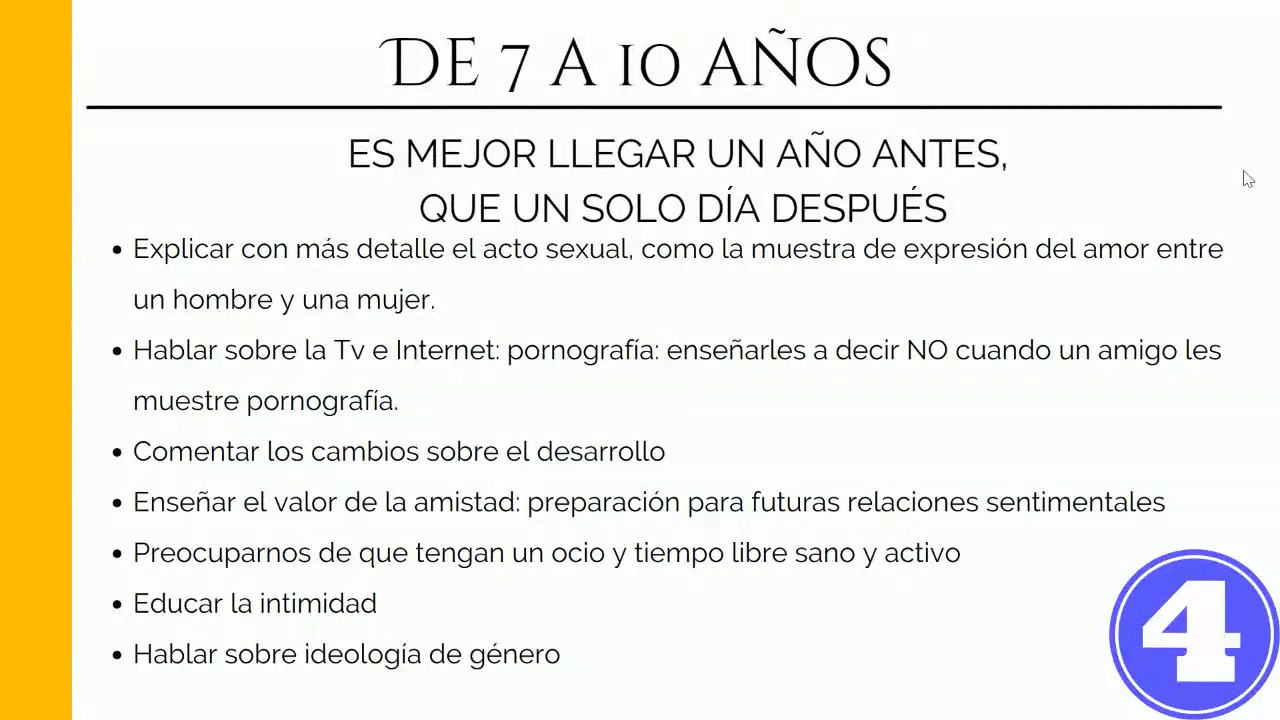 DE 7 A 10 AÑOS
ES MEJOR LLEGAR UN AÑO ANTES,
QUE UN SOLO DÍA DESPUÉS
• Explicar con más detalle el acto sexual, como la muestra de expresión del amor entre
un hombre y una mujer.
• Hablar sobre la Tv e Internet: pornografía: enseñarles a decir NO cuando un amigo les
muestre pornografía.
• Comentar los cambios sobre el desarrollo
• Enseñar el valor de la amistad: preparación para futuras relaciones sentimentales
• Preocuparnos de que tengan un ocio y tiempo libre sano y activo
• Educar la intimidad
• Hablar sobre ideología de género
4